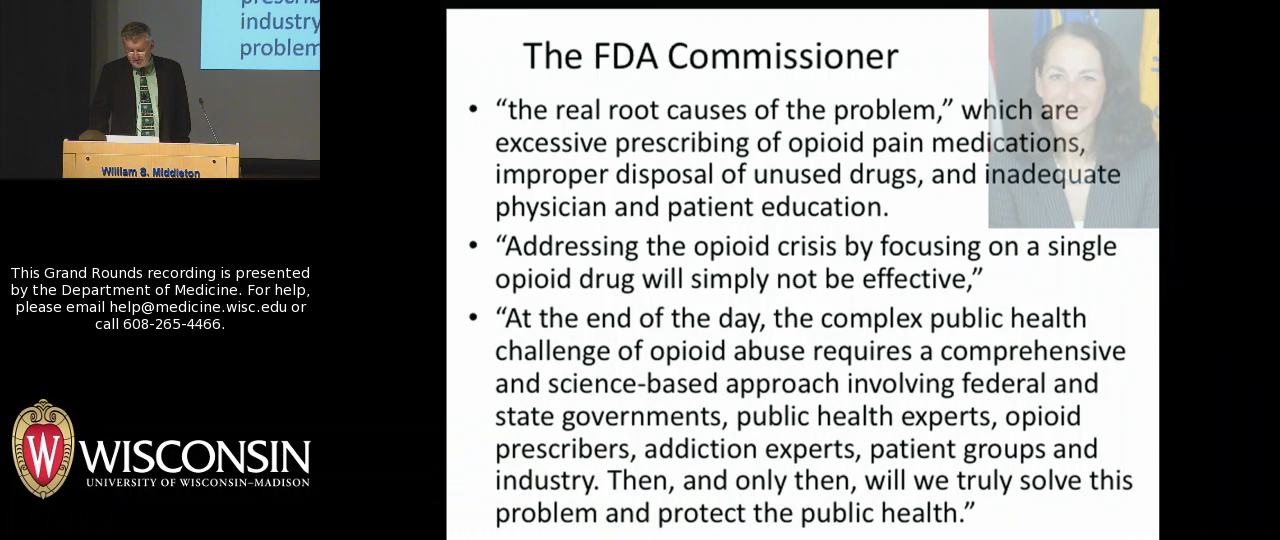 prescrib
industry
problem
William S. Middleton
This Grand Rounds recording is presented
by the Department of Medicine. For help,
please email help@medicine.wisc.edu or
call 608-265-4466.
W
WISCONSIN
UNIVERSITY OF WISCONSIN–MADISON
The FDA Commissioner
• “the real root causes of the problem,” which are
excessive prescribing of opioid pain medications,
improper disposal of unused drugs, and inadequate
physician and patient education.
• “Addressing the opioid crisis by focusing on a single
opioid drug will simply not be effective,”
• “At the end of the day, the complex public health
challenge of opioid abuse requires a comprehensive
and science-based approach involving federal and
state governments, public health experts, opioid
prescribers, addiction experts, patient groups and
industry. Then, and only then, will we truly solve this
problem and protect the public health.”